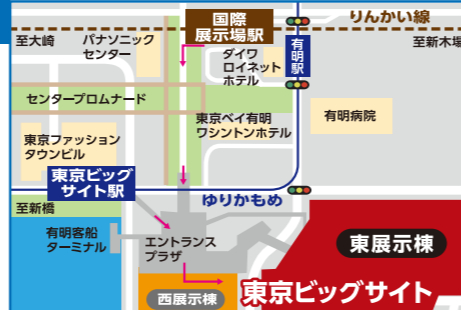 国際
展示場駅
りんかい線
至大崎
パナソニック
センター
ダイワ
ロイネット
ホテル
有明駅
至新木場
センタープロムナード
東京ベイ有明
ワシントンホテル
有明病院
東京ファッション
タウンビル
東京ビッグ
サイト駅
ゆりかもめ
至新橋
有明客船
ターミナル
エントランス
プラザ
東展示棟
西展示棟
東京ビッグサイト